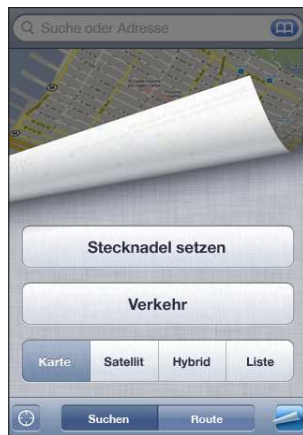 Suche oder Adresse
Stecknadel setzen
Verkehr
Karte Satellit Hybrid Liste
Suchen Route